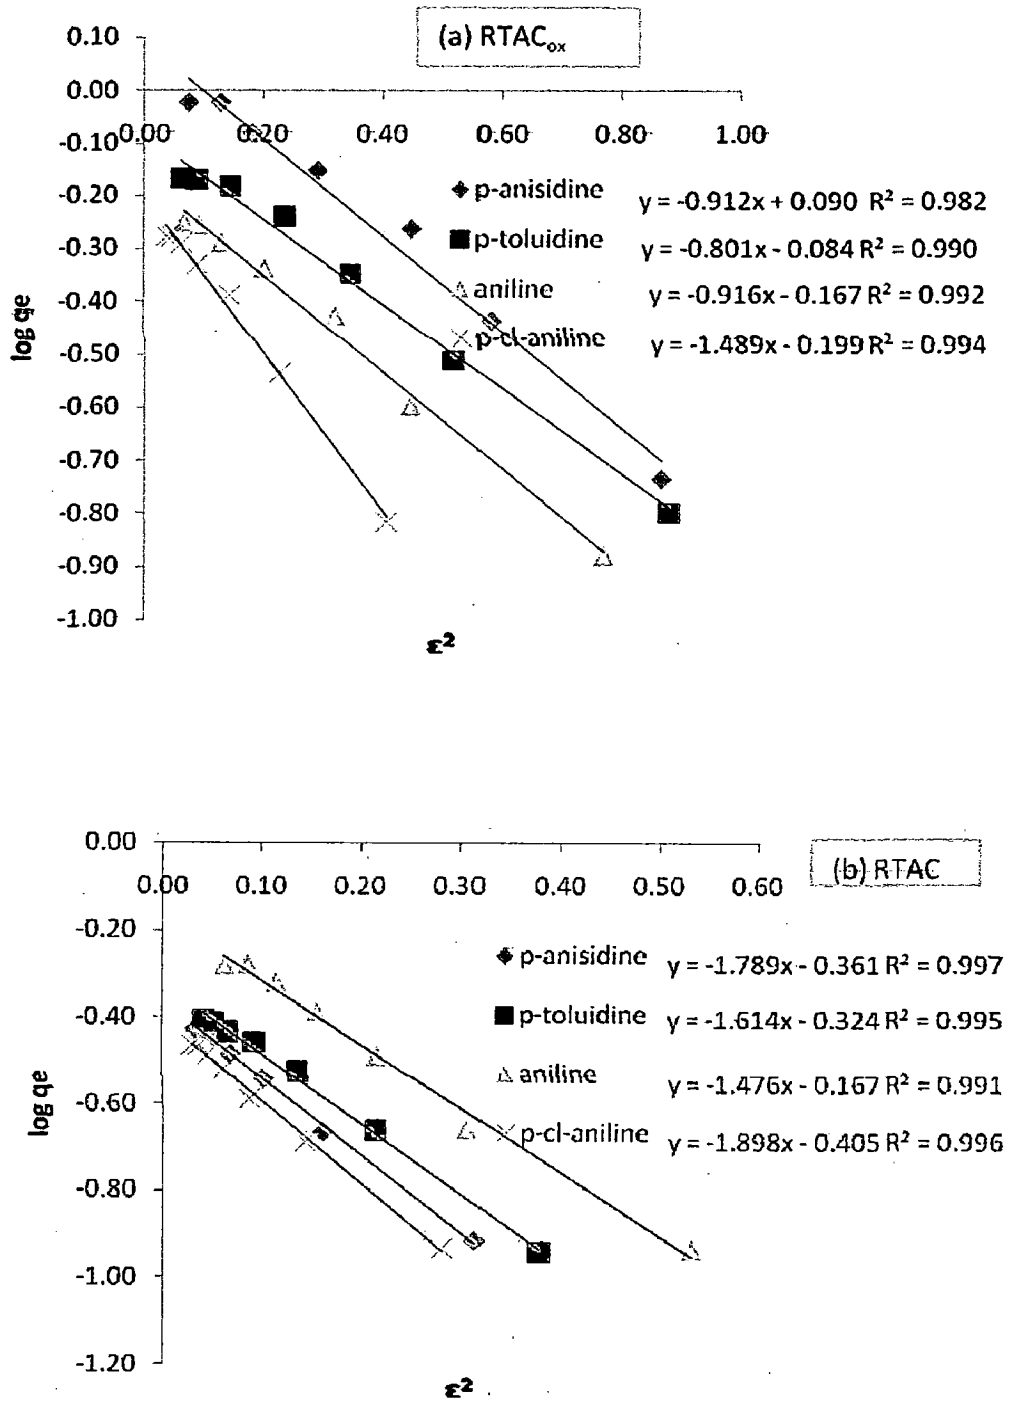 (a) RTACox
0.10
0.00
0.00 0.20 0.40 0.60 0.80 1.00
-0.10
-0.20
-0.30
-0.40
-0.50
-0.60
-0.70
-0.80
-0.90
-1.00
log qe
p-anisidine y = -0.912x + 0.090 R² = 0.982
p-toluidine y = -0.801x - 0.084 R² = 0.990
aniline y = -0.916x - 0.167 R² = 0.992
p-cl-aniline y = -1.489x - 0.199 R² = 0.994
ε²
(b) RTAC
0.00
0.00 0.10 0.20 0.30 0.40 0.50 0.60
-0.20
-0.40
-0.60
-0.80
-1.00
-1.20
log qe
p-anisidine y = -1.789x - 0.361 R² = 0.997
p-toluidine y = -1.614x - 0.324 R² = 0.995
aniline y = -1.476x - 0.167 R² = 0.991
p-cl-aniline y = -1.898x - 0.405 R² = 0.996
ε²